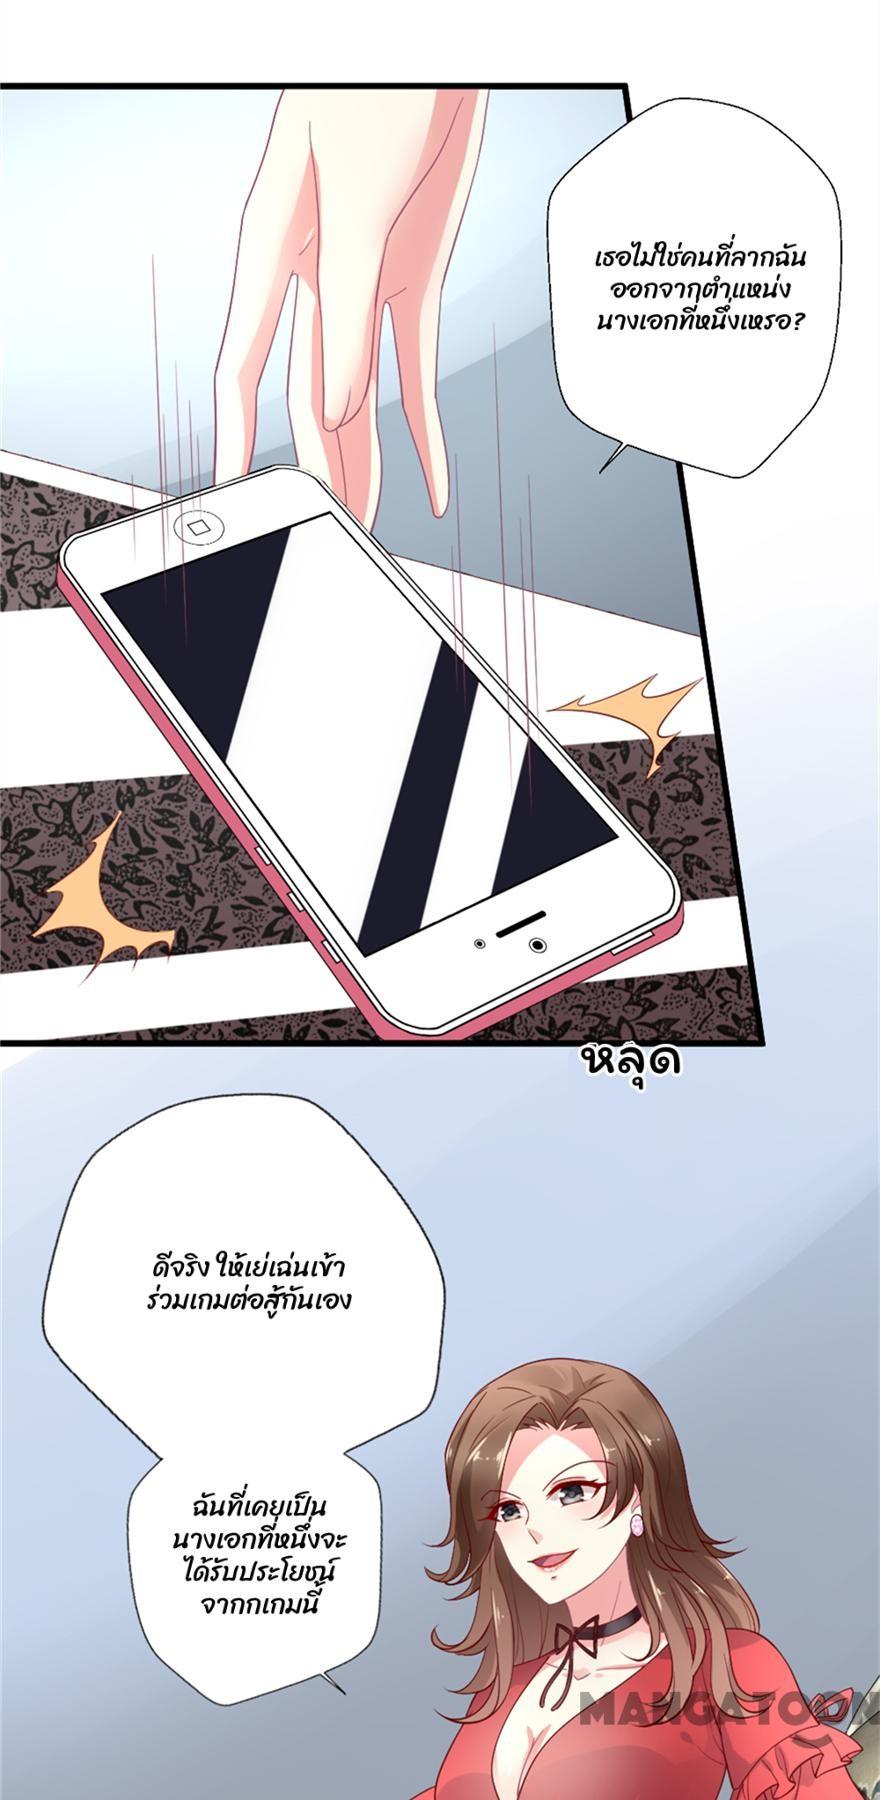 เธอไม่ใช่คนที่ลากฉัน
ออกจากตำแหน่ง
นางเอกที่หนึ่งเหรอ?
หลุด
ดีจริง ให้เย่เฉ่นเข้า
ร่วมเกมต่อสู้กันเอง
ฉันที่เคยเป็น
นางเอกที่หนึ่งจะ
ได้รับประโยชน์
จากกเกมนี้
MANGATOON